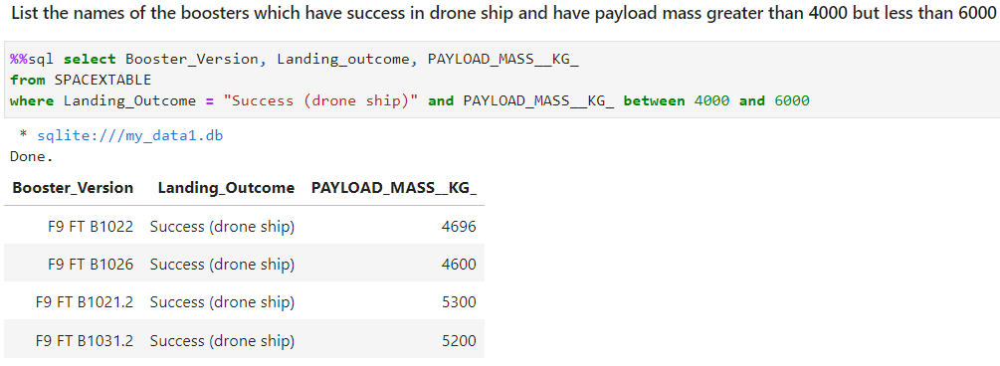 List the names of the boosters which have success in drone ship and have payload mass greater than 4000 but less than 6000
%%sql select Booster_Version, Landing_outcome, PAYLOAD_MASS__KG_
from SPACEXTABLE
where Landing_Outcome = "Success (drone ship)" and PAYLOAD_MASS__KG_ between 4000 and 6000
* sqlite:///my_data1.db
Done.
Booster_Version Landing_Outcome PAYLOAD_MASS__KG_
F9 FT B1022 Success (drone ship) 4696
F9 FT B1026 Success (drone ship) 4600
F9 FT B1021.2 Success (drone ship) 5300
F9 FT B1031.2 Success (drone ship) 5200